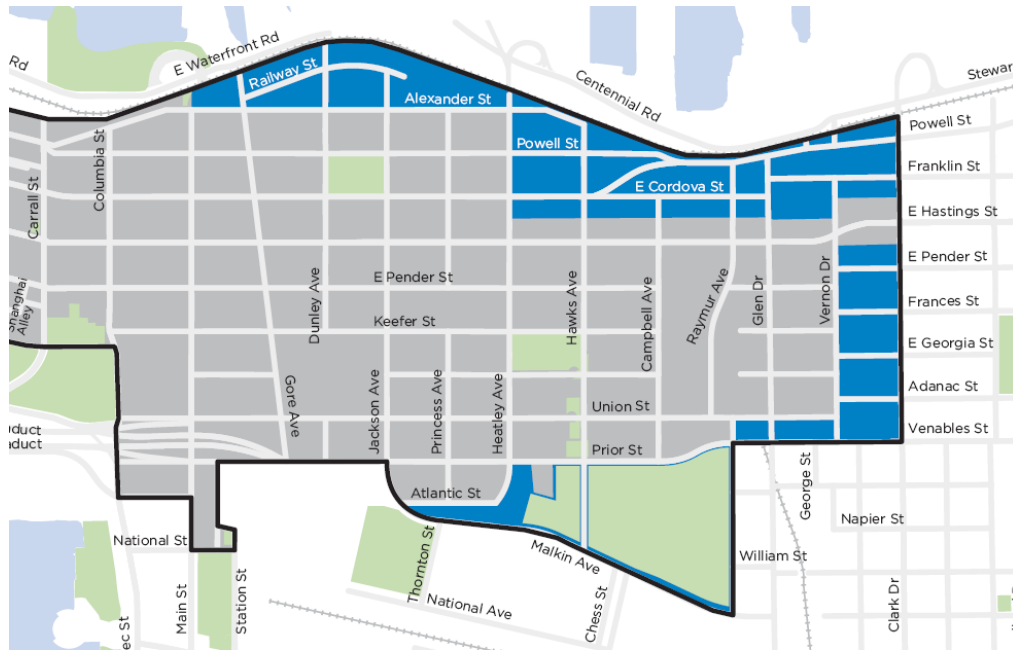 E Waterfront Rd
Rd
Railway St
Centennial Rd
Stewar
Alexander St
Powell St
Powell St
Columbia St
Franklin St
Carrall St
E Cordova St
E Hastings St
E Pender St
E Pender St
Shanghai
Alley
Dunley Ave
Hawks Ave
Campbell Ave
Raymur Ave
Glen Dr
Vernon Dr
Frances St
Keefer St
E Georgia St
Gore Ave
Jackson Ave
Princess Ave
Heatley Ave
Adanac St
Union St
Venables St
duct
aduct
Prior St
Atlantic St
George St
Napier St
National St
Malkin Ave
William St
Thornton St
National Ave
Chess St
Clark Dr
ec St
Main St
Station St